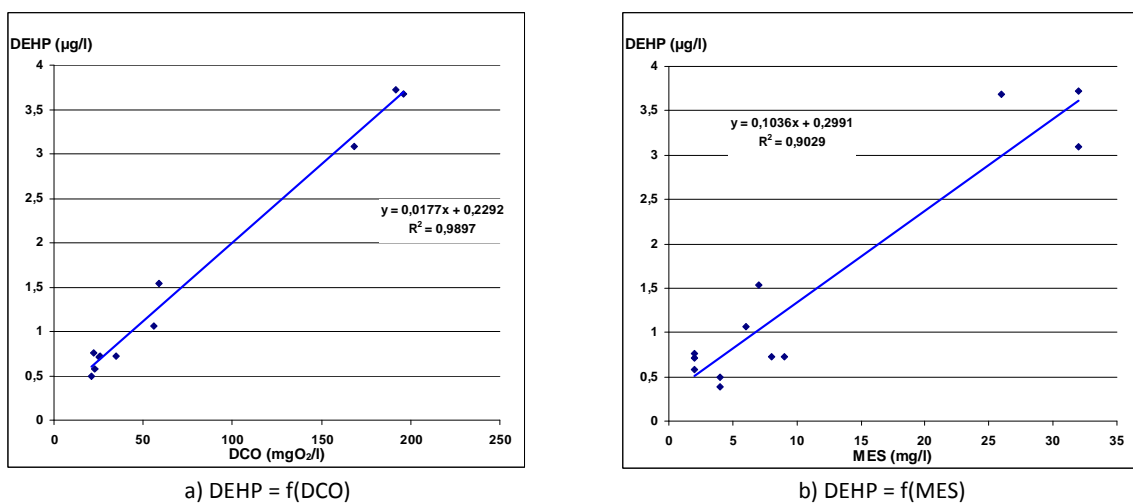 DEHP (µg/l)
4
3,5
3
2,5
2
1,5
1
0,5
0
0 50 100 150 200 250
DCO (mgO₂/l)
y = 0,0177x + 0,2292
R² = 0,9897
a) DEHP = f(DCO)
DEHP (µg/l)
4
3,5
3
2,5
2
1,5
1
0,5
0
0 5 10 15 20 25 30 35
MES (mg/l)
y = 0,1036x + 0,2991
R² = 0,9029
b) DEHP = f(MES)